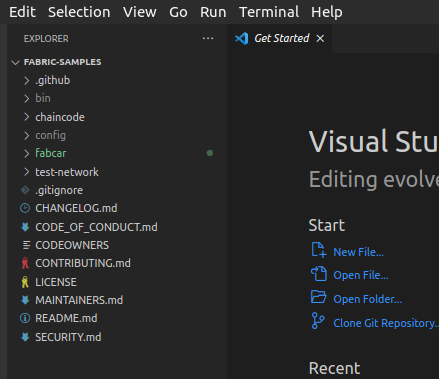 Edit Selection View Go Run Terminal Help
EXPLORER
FABRIC-SAMPLES
.github
bin
chaincode
config
fabcar
test-network
.gitignore
CHANGELOG.md
CODE_OF_CONDUCT.md
CODEOWNERS
CONTRIBUTING.md
LICENSE
MAINTAINERS.md
README.md
SECURITY.md
Get Started
Visual Stu
Editing evolve
Start
New File...
Open File...
Open Folder...
Clone Git Repository...
Recent